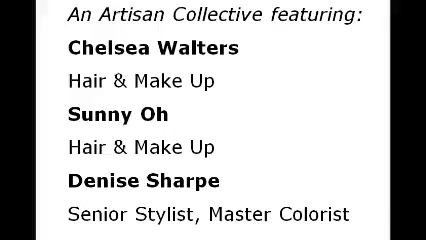 An Artisan Collective featuring:
Chelsea Walters
Hair & Make Up
Sunny Oh
Hair & Make Up
Denise Sharpe
Senior Stylist, Master Colorist